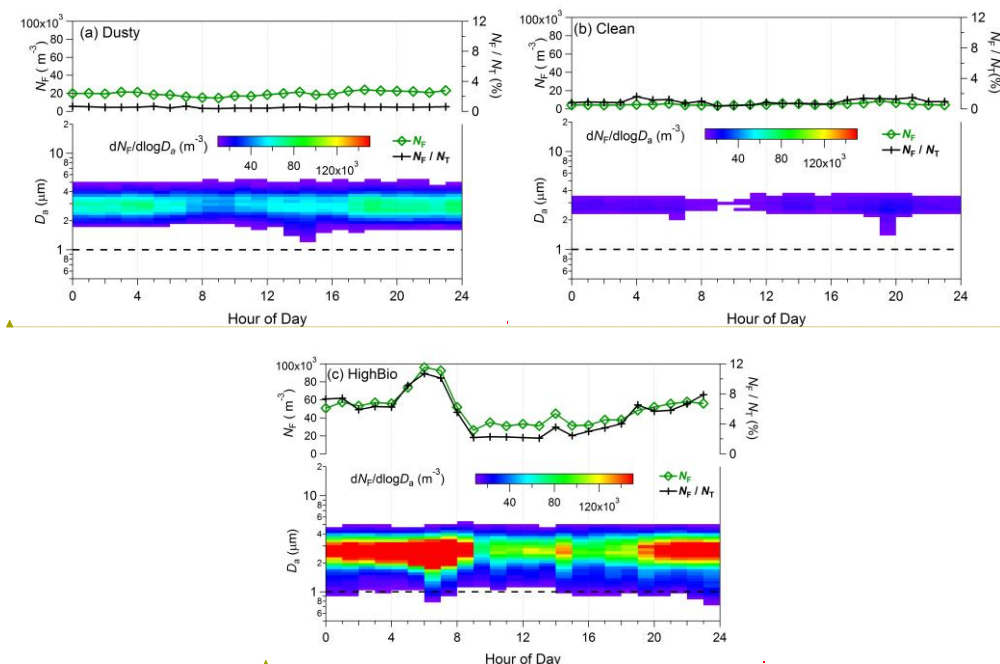 (a) Dusty
100x10³
80
60
40
20
0
N_F ( m⁻³)
12
8
4
0
N_F / N_T (%)
dN_F/dlogD_a (m⁻³)
40 80 120x10³
N_F
N_F / N_T
2
10
8
6
4
2
1
8
6
D_a (µm)
0 4 8 12 16 20 24
Hour of Day
(b) Clean
100x10³
80
60
40
20
0
N_F ( m⁻³)
12
8
4
0
N_F / N_T (%)
dN_F/dlogD_a (m⁻³)
40 80 120x10³
N_F
N_F / N_T
2
10
8
6
4
2
1
8
6
D_a (µm)
0 4 8 12 16 20 24
Hour of Day
(c) HighBio
100x10³
80
60
40
20
0
N_F ( m⁻³)
12
8
4
0
N_F / N_T (%)
dN_F/dlogD_a (m⁻³)
40 80 120x10³
N_F
N_F / N_T
2
10
8
6
4
2
1
8
6
D_a (µm)
0 4 8 12 16 20 24
Hour of Day